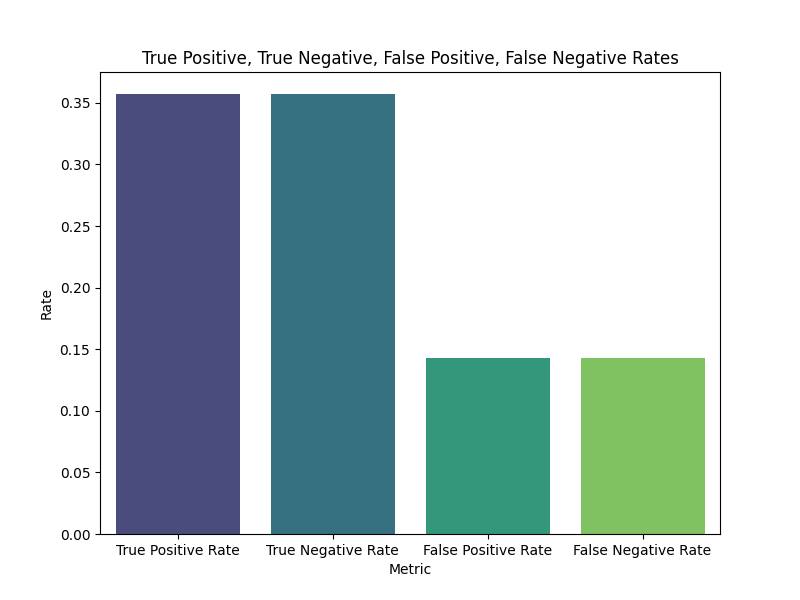 True Positive, True Negative, False Positive, False Negative Rates
0.35
0.30
0.25
0.20
0.15
0.10
0.05
0.00
Rate
True Positive Rate
True Negative Rate
False Positive Rate
False Negative Rate
Metric